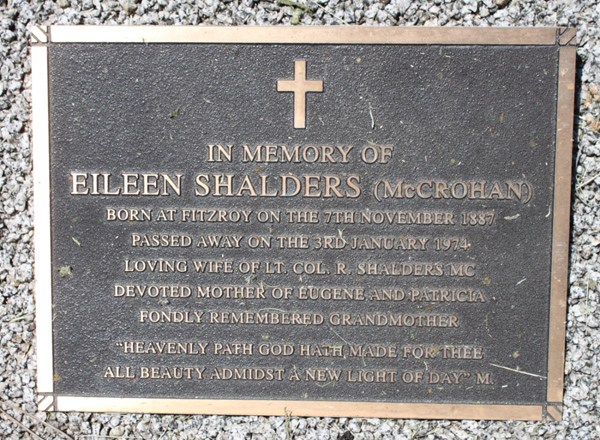 IN MEMORY OF
EILEEN SHALDERS (McCROHAN)
BORN AT FITZROY ON THE 7TH NOVEMBER 1887
PASSED AWAY ON THE 3RD JANUARY 1974
LOVING WIFE OF LT. COL. R. SHALDERS MC
DEVOTED MOTHER OF EUGENE AND PATRICIA
FONDLY REMEMBERED GRANDMOTHER
"HEAVENLY PATH GOD HATH MADE FOR THEE
ALL BEAUTY ADMIDST A NEW LIGHT OF DAY" M.